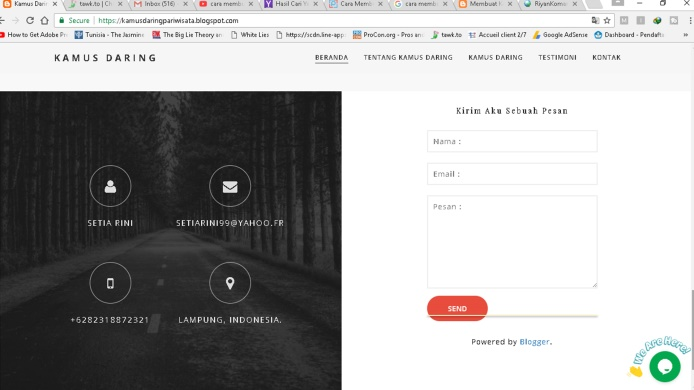 Kamus Dari
tawk.to | Ch
Inbox (516)
cara membu
Hasil Cari Y
Cara Memb
cara membu
Membuat K
RiyanKomar
Secure | https://kamusdaringpariwisata.blogspot.com
How to Get Adobe Pr
Tunisia - The Jasmine
The Big Lie Theory an
White Lies
https://scdn.line-app
ProCon.org - Pros and
tawk.to
Accueil client 2/7
Google AdSense
Dashboard - Pendafta
KAMUS DARING
BERANDA
TENTANG KAMUS DARING
KAMUS DARING
TESTIMONI
KONTAK
SETIA RINI
SETIARINI99@YAHOO.FR
+6282318872321
LAMPUNG, INDONESIA.
Kirim Aku Sebuah Pesan
Nama :
Email :
Pesan :
SEND
Powered by Blogger.
We Are Here!